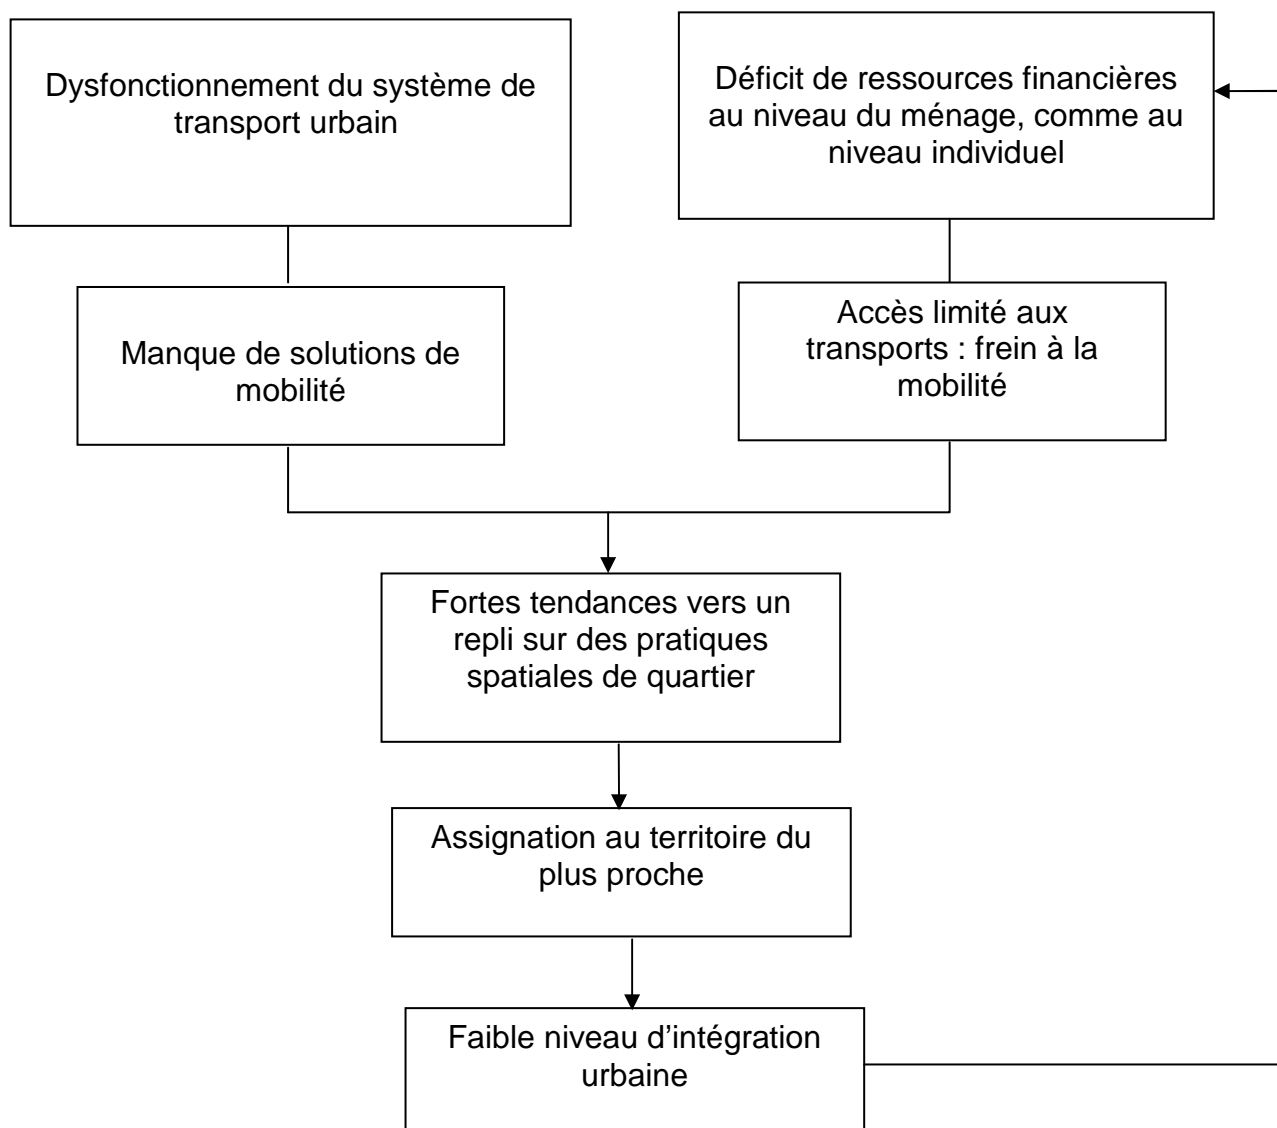 Dysfonctionnement du système de
transport urbain
Déficit de ressources financières
au niveau du ménage, comme au
niveau individuel
Manque de solutions de
mobilité
Accès limité aux
transports : frein à la
mobilité
Fortes tendances vers un
repli sur des pratiques
spatiales de quartier
Assignation au territoire du
plus proche
Faible niveau d’intégration
urbaine